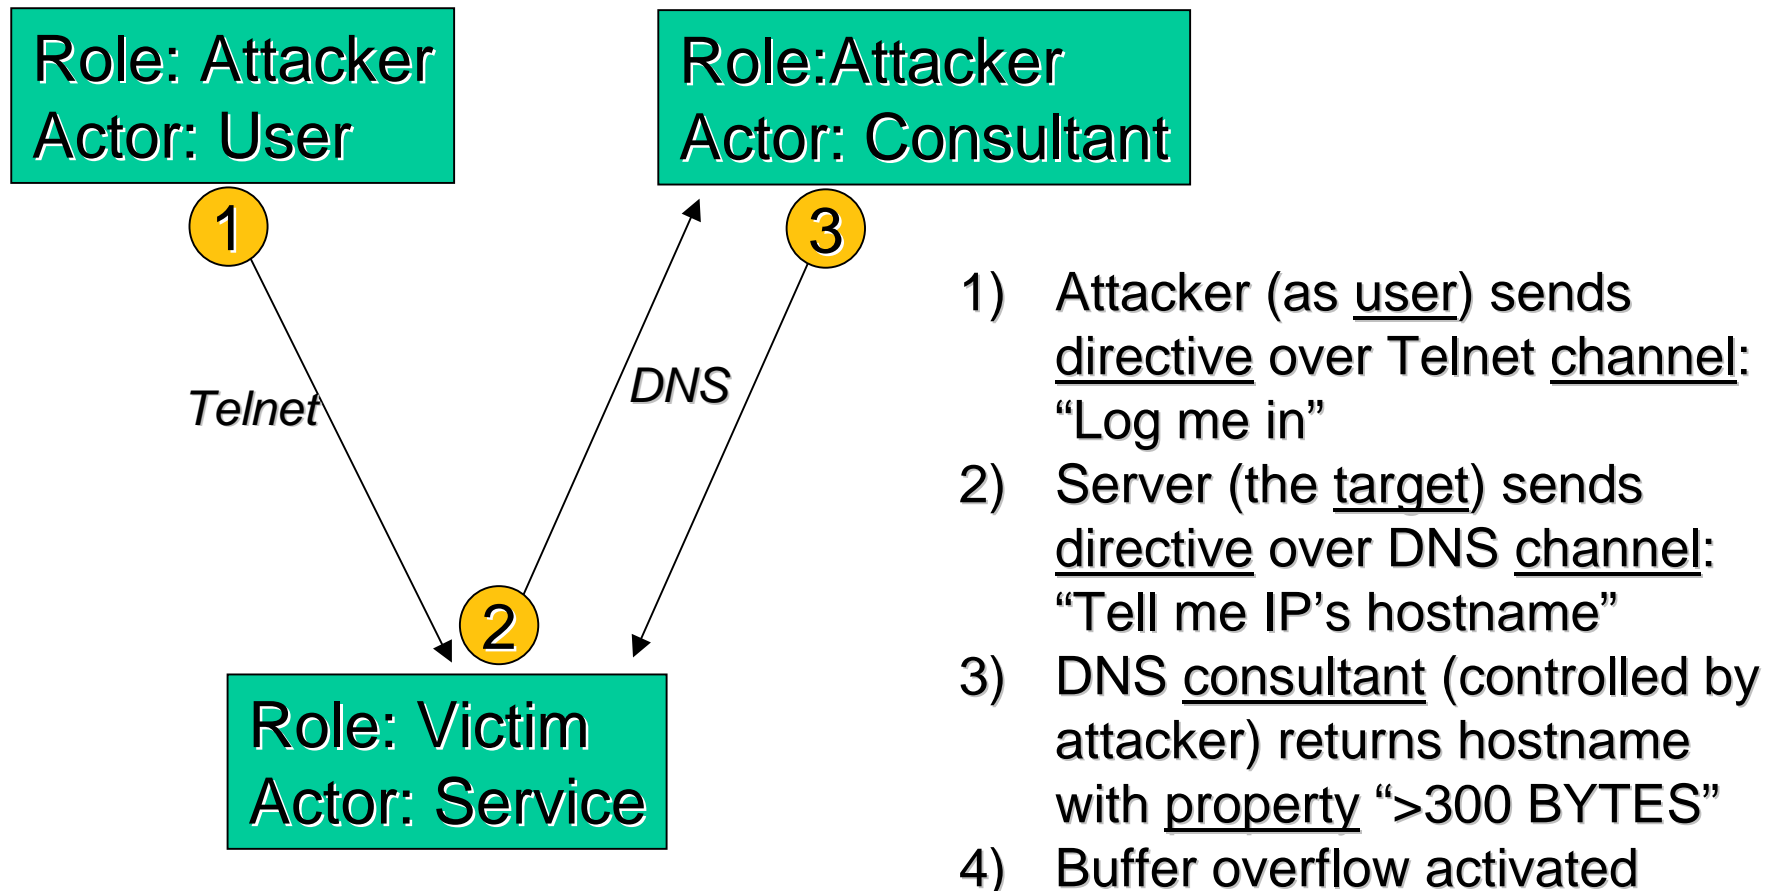 Role: Attacker
Actor: User
Role:Attacker
Actor: Consultant
1
3
Telnet
DNS
2
Role: Victim
Actor: Service
1) Attacker (as user) sends
directive over Telnet channel:
“Log me in”
2) Server (the target) sends
directive over DNS channel:
“Tell me IP’s hostname”
3) DNS consultant (controlled by
attacker) returns hostname
with property “>300 BYTES”
4) Buffer overflow activated